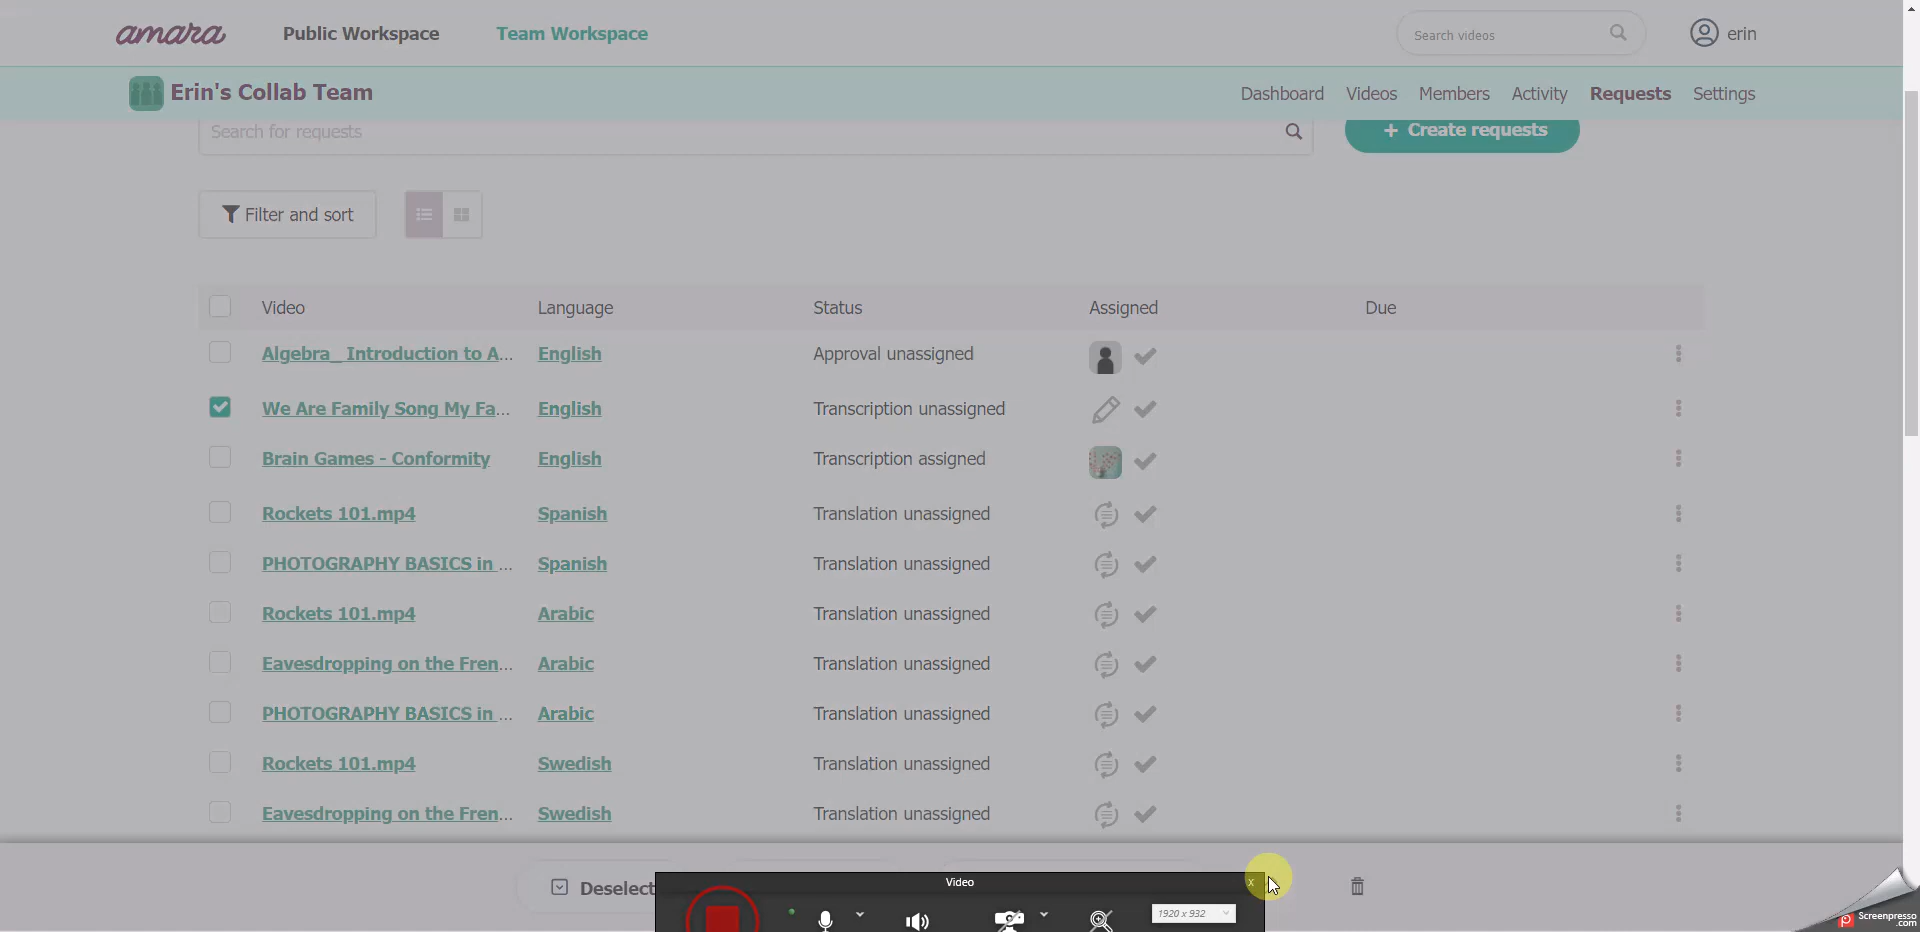 amara Public Workspace Team Workspace Search videos erin
Erin's Collab Team Dashboard Videos Members Activity Requests Settings
Search for requests + Create requests
Filter and sort
Video Language Status Assigned Due
Algebra_ Introduction to A... English Approval unassigned
We Are Family Song My Fa... English Transcription unassigned
Brain Games - Conformity English Transcription assigned
Rockets 101.mp4 Spanish Translation unassigned
PHOTOGRAPHY BASICS in ... Spanish Translation unassigned
Rockets 101.mp4 Arabic Translation unassigned
Eavesdropping on the Fren... Arabic Translation unassigned
PHOTOGRAPHY BASICS in ... Arabic Translation unassigned
Rockets 101.mp4 Swedish Translation unassigned
Eavesdropping on the Fren... Swedish Translation unassigned
Video x
Deselect
1920 x 932
Screenpresso
.com